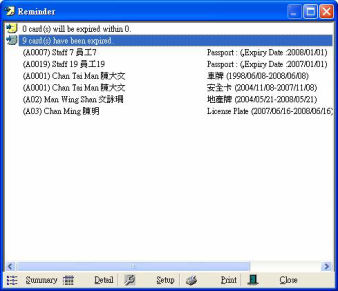 Reminder
0 card(s) will be expired within 0.
9 card(s) have been expired.
(A0007) Staff 7 員工7 Passport : (,Expiry Date :2008/01/01)
(A0019) Staff 19 員工19 Passport : (,Expiry Date :2007/01/01)
(A0001) Chan Tai Man 陳大文 車牌 (1998/06/08-2008/06/08)
(A0001) Chan Tai Man 陳大文 安全卡 (2004/11/08-2007/11/08)
(A02) Man Wing Shan 文詠珊 地產牌 (2004/05/21-2008/05/21)
(A03) Chan Ming 陳明 License Plate (2007/06/16-2008/06/16)
Summary Detail Setup Print Close